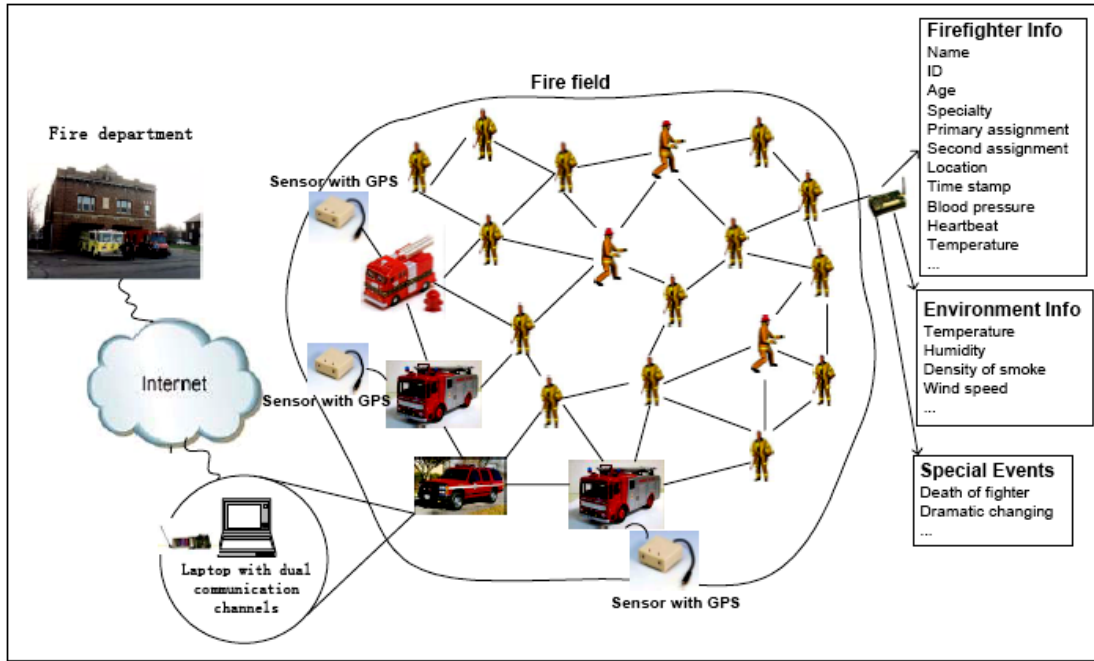 Fire department
Internet
Laptop with dual
communication
channels
Fire field
Sensor with GPS
Sensor with GPS
Sensor with GPS
Firefighter Info
Name
ID
Age
Specialty
Primary assignment
Second assignment
Location
Time stamp
Blood pressure
Heartbeat
Temperature
...
Environment Info
Temperature
Humidity
Density of smoke
Wind speed
...
Special Events
Death of fighter
Dramatic changing
...